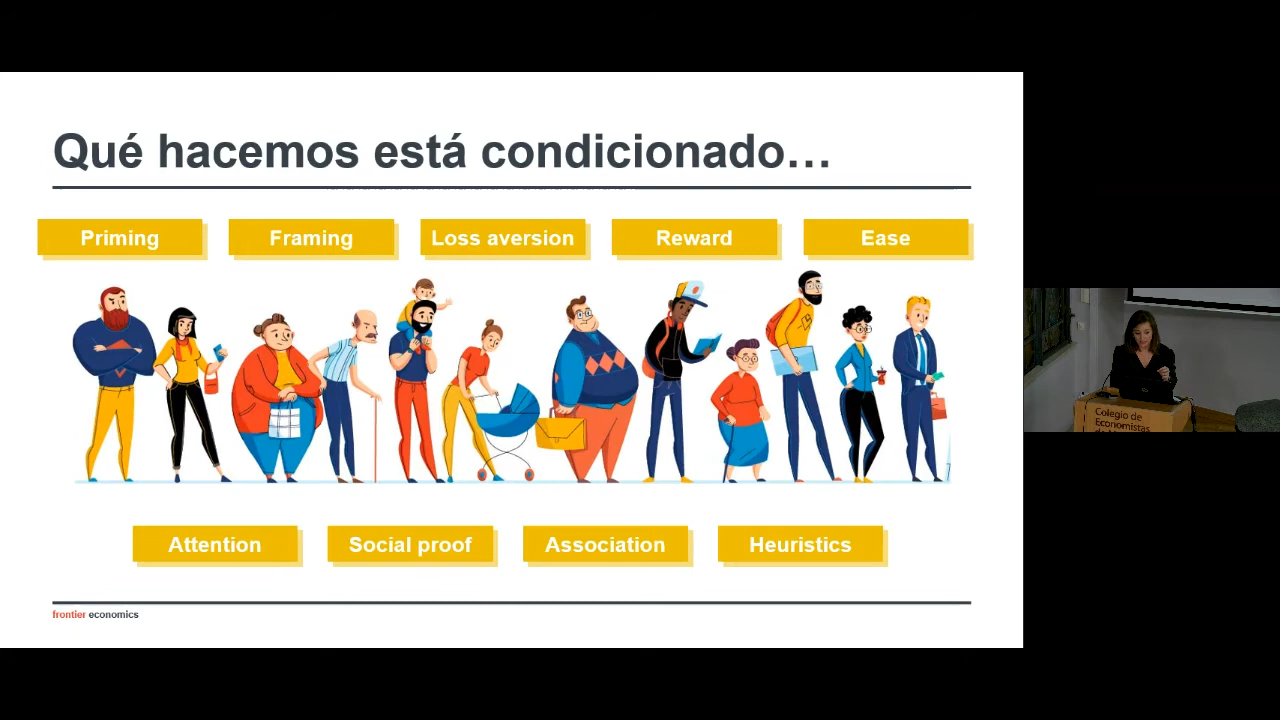 Qué hacemos está condicionado…
Priming
Framing
Loss aversion
Reward
Ease
Attention
Social proof
Association
Heuristics
frontier economics
Colegio de
Economistas